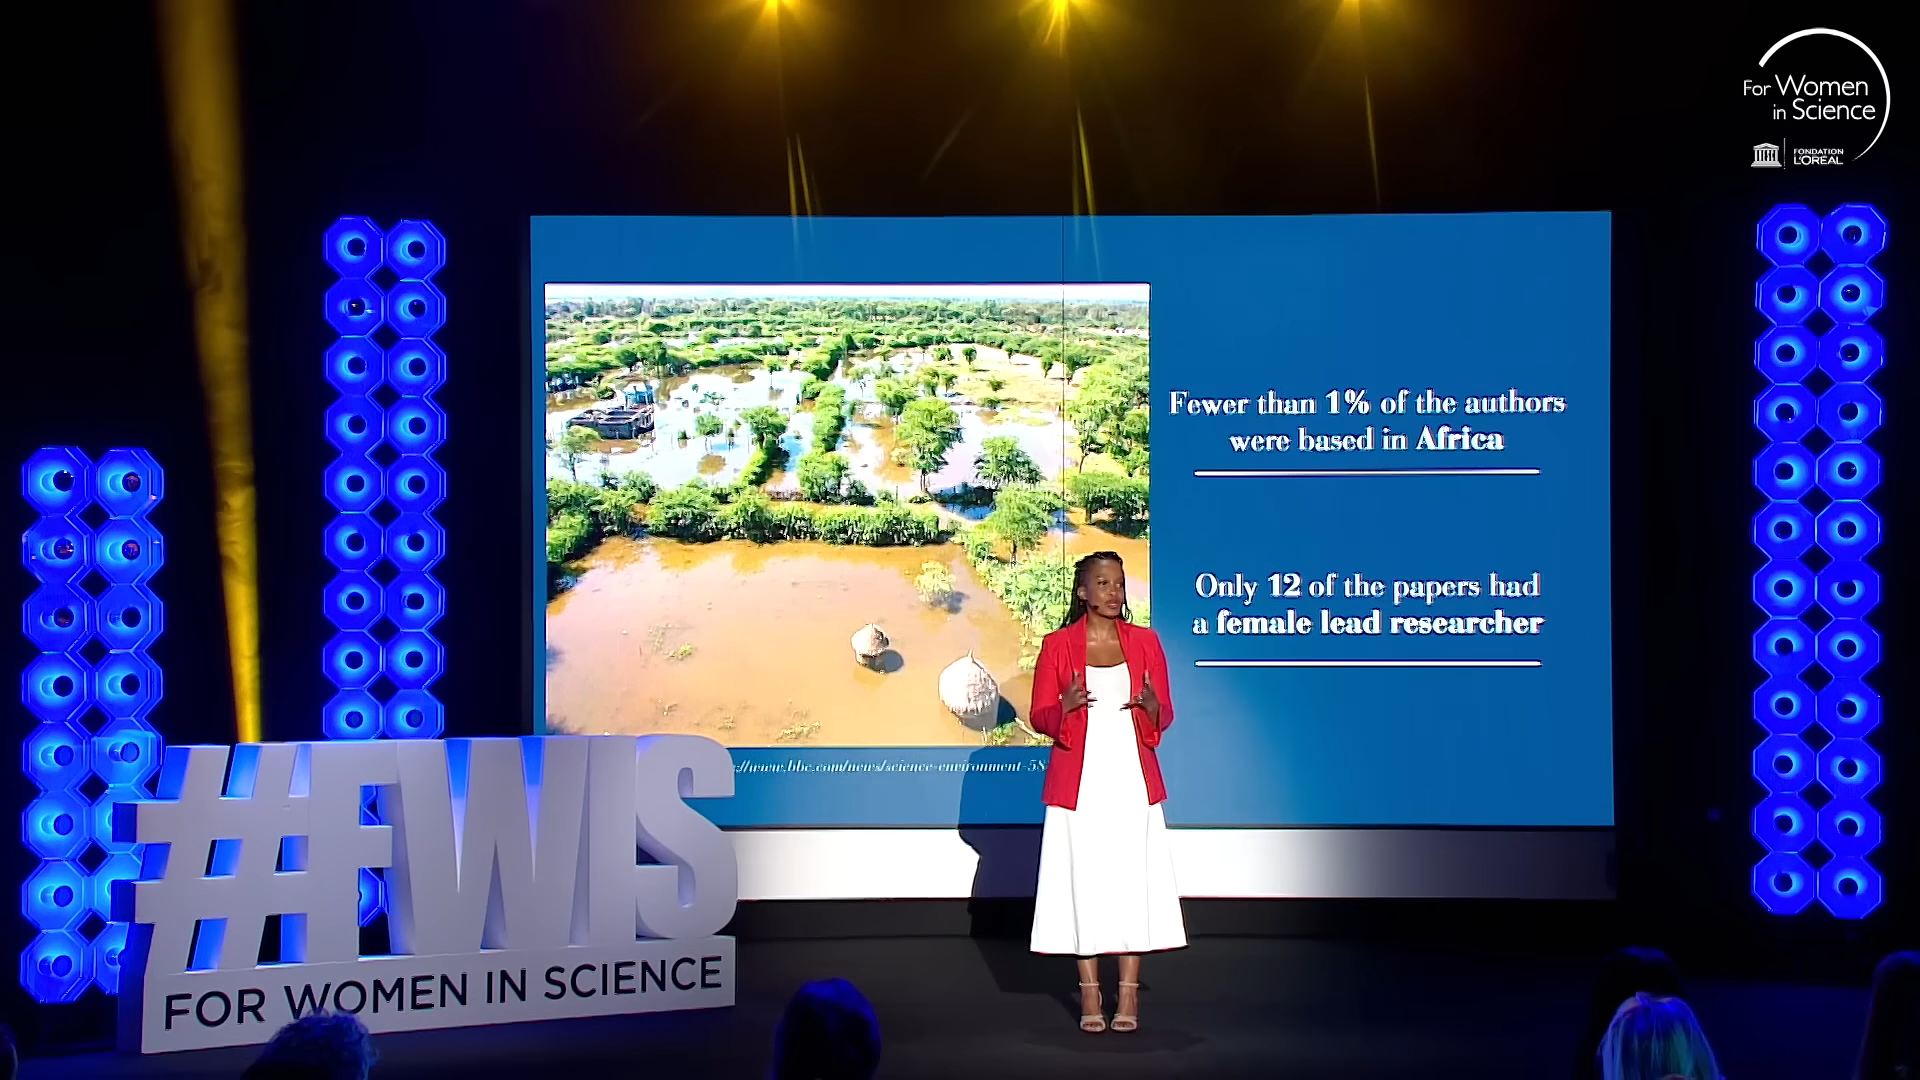 For Women
in Science
FONDATION
L'ORÉAL
Fewer than 1% of the authors
were based in Africa
Only 12 of the papers had
a female lead researcher
://www.bbc.com/news/science-environment-58
#FWIS
FOR WOMEN IN SCIENCE